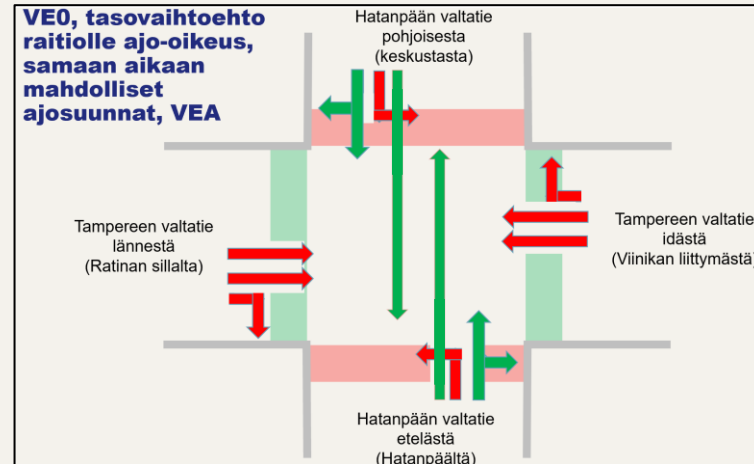 VE0, tasovaihtoehto
raitiolle ajo-oikeus,
samaan aikaan
mahdolliset
ajosuunnat, VEA
Hatanpään valtatie
pohjoisesta
(keskustasta)
Tampereen valtatie
lännestä
(Ratinan sillalta)
Tampereen valtatie
idästä
(Viinikan liittymästä)
Hatanpään valtatie
etelästä
(Hatanpäältä)